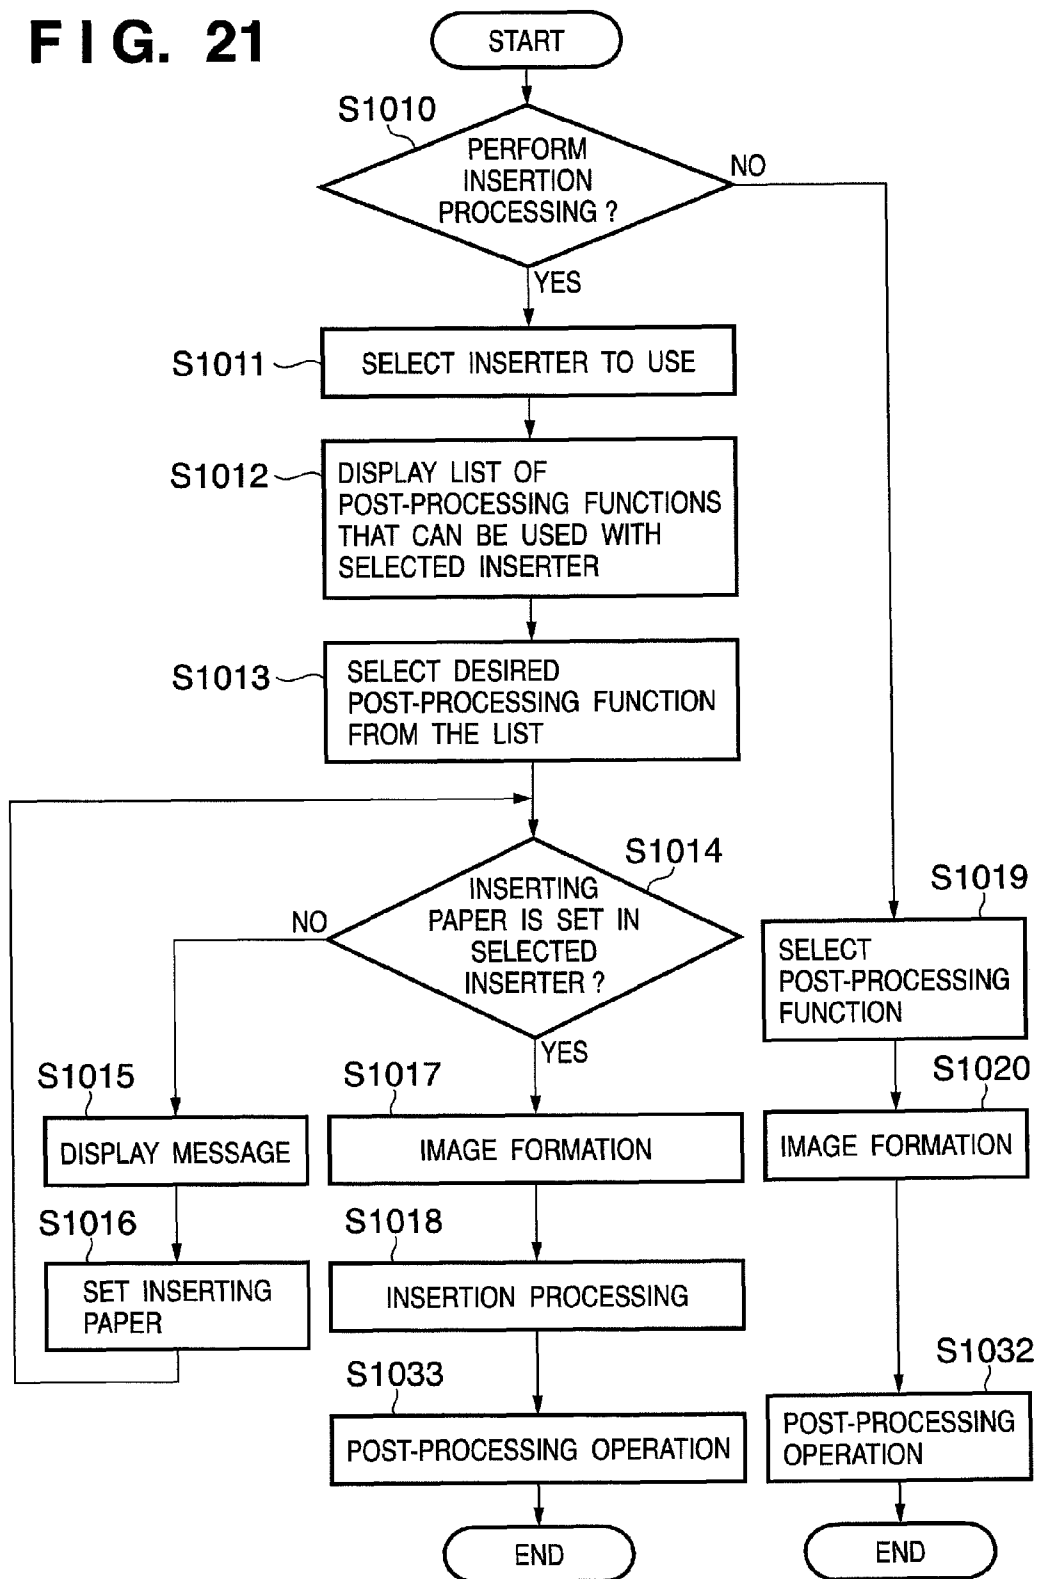 FIG. 21
START
S1010
PERFORM
INSERTION
PROCESSING ?
NO
YES
S1011
SELECT INSERTER TO USE
S1012
DISPLAY LIST OF
POST-PROCESSING FUNCTIONS
THAT CAN BE USED WITH
SELECTED INSERTER
S1013
SELECT DESIRED
POST-PROCESSING FUNCTION
FROM THE LIST
S1014
INSERTING
PAPER IS SET IN
SELECTED
INSERTER ?
NO
YES
S1019
SELECT
POST-PROCESSING
FUNCTION
S1015
DISPLAY MESSAGE
S1017
IMAGE FORMATION
S1020
IMAGE FORMATION
S1016
SET INSERTING
PAPER
S1018
INSERTION PROCESSING
S1033
POST-PROCESSING OPERATION
S1032
POST-PROCESSING
OPERATION
END
END